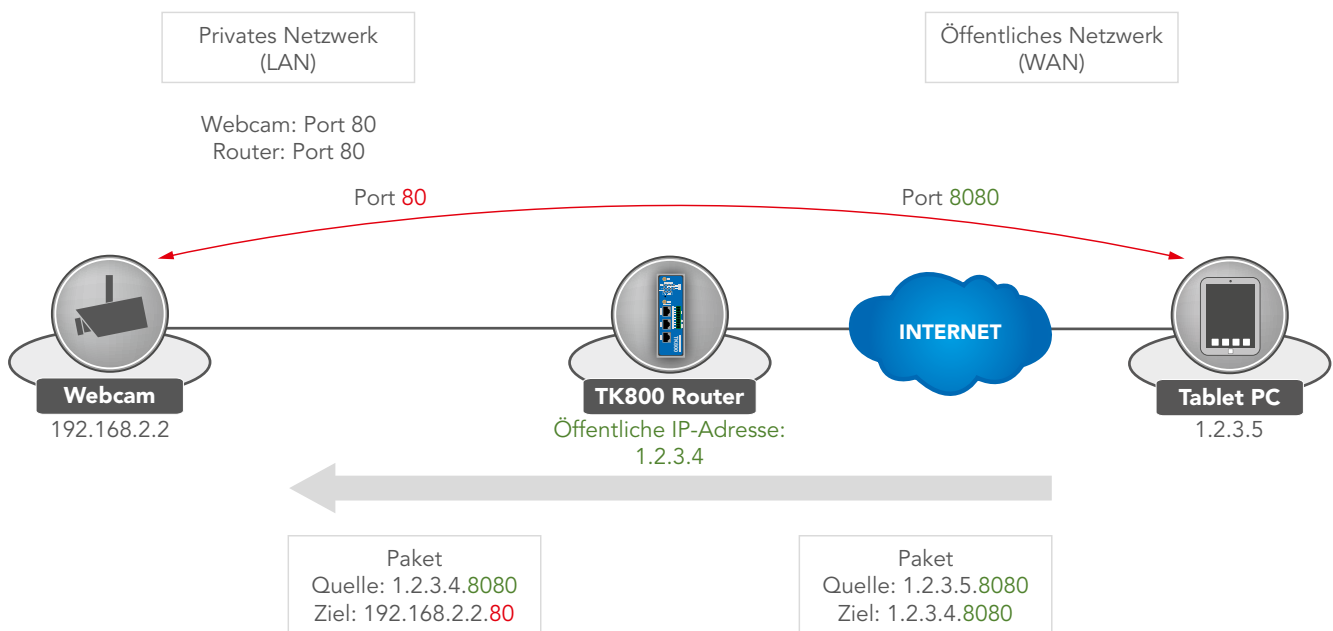 Privates Netzwerk
(LAN)
Öffentliches Netzwerk
(WAN)
Webcam: Port 80
Router: Port 80
Port 80
Port 8080
TK800
INTERNET
Webcam
192.168.2.2
TK800 Router
Öffentliche IP-Adresse:
1.2.3.4
Tablet PC
1.2.3.5
Paket
Quelle: 1.2.3.4.8080
Ziel: 192.168.2.2.80
Paket
Quelle: 1.2.3.5.8080
Ziel: 1.2.3.4.8080